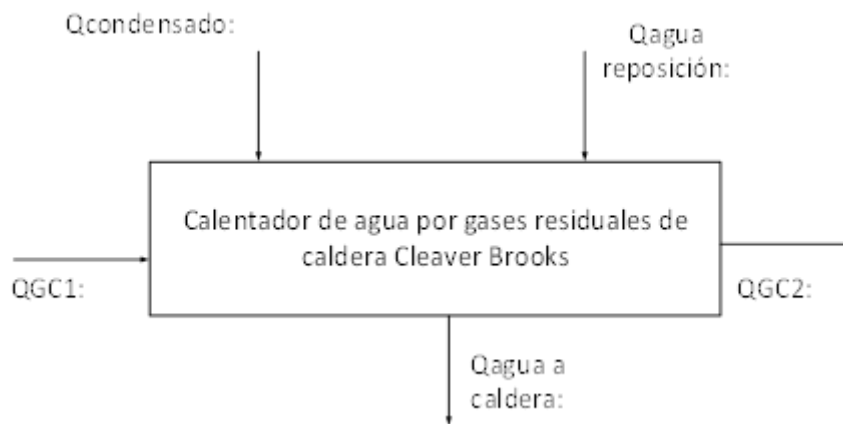 Qcondensado:
Qagua
reposición:
Calentador de agua por gases residuales de
caldera Cleaver Brooks
QGC1:
QGC2:
Qagua a
caldera: